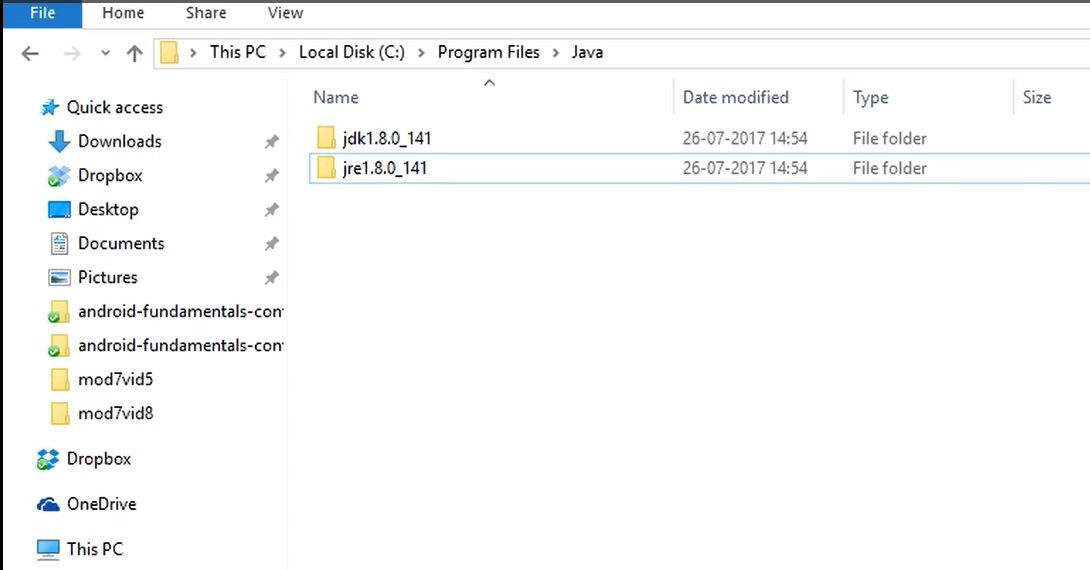 File Home Share View
This PC > Local Disk (C:) > Program Files > Java
Name Date modified Type Size
jdk1.8.0_141 26-07-2017 14:54 File folder
jre1.8.0_141 26-07-2017 14:54 File folder
Quick access
Downloads
Dropbox
Desktop
Documents
Pictures
android-fundamentals-con
android-fundamentals-con
mod7vid5
mod7vid8
Dropbox
OneDrive
This PC